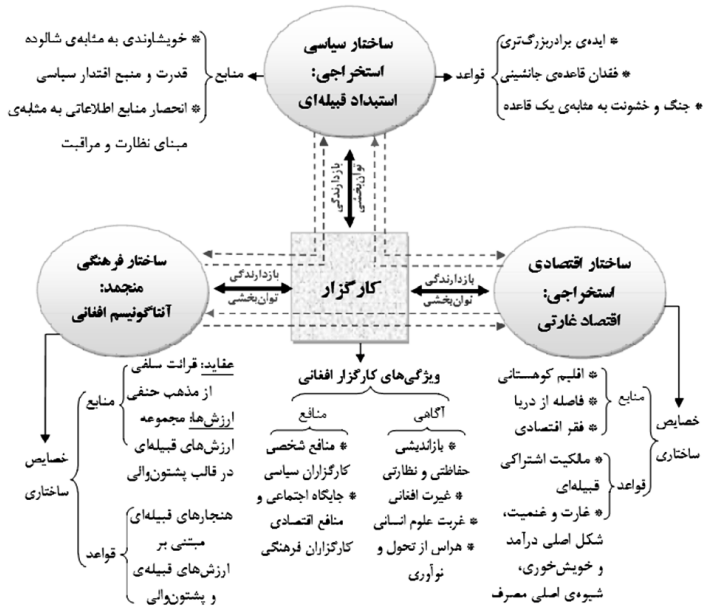 ساختار سیاسی
استخراجی:
استبداد قبیله‌ای
قواعد
* ایده‌ی برادربزرگ‌تری
* فقدان قاعده‌ی جانشینی
* جنگ و خشونت به مثابه‌ی یک قاعده
منابع
* خویشاوندی به مثابه‌ی شالوده
قدرت و منبع اقتدار سیاسی
* انحصار منابع اطلاعاتی به مثابه‌ی
مبنای نظارت و مراقبت
بازدارندگی
توان‌بخشی
ساختار اقتصادی
استخراجی:
اقتصاد غارتی
بازدارندگی
توان‌بخشی
کارگزار
بازدارندگی
توان‌بخشی
ساختار فرهنگی
منجمد:
آنتاگونیسم افغانی
خصایص
ساختاری
منابع
* اقلیم کوهستانی
* فاصله از دریا
* فقر اقتصادی
قواعد
* مالکیت اشتراکی
قبیله‌ای
* غارت و غنمیت،
شکل اصلی درآمد
و خویش‌خوری،
شیوه‌ی اصلی مصرف
ویژگی‌های کارگزار افغانی
آگاهی
* بازاندیشی
حفاظتی و نظارتی
* غیرت افغانی
* غربت علوم انسانی
* هراس از تحول و
نوآوری
منافع
* منافع شخصی
کارگزاران سیاسی
* جایگاه اجتماعی و
منافع اقتصادی
کارگزاران فرهنگی
خصایص
ساختاری
منابع
عقاید: قرائت سلفی
از مذهب حنفی
ارزش‌ها: مجموعه
ارزش‌های قبیله‌ای
در قالب پشتون‌والی
قواعد
هنجارهای قبیله‌ای
مبتنی بر
ارزش‌های قبیله‌ی
و پشتون‌والی